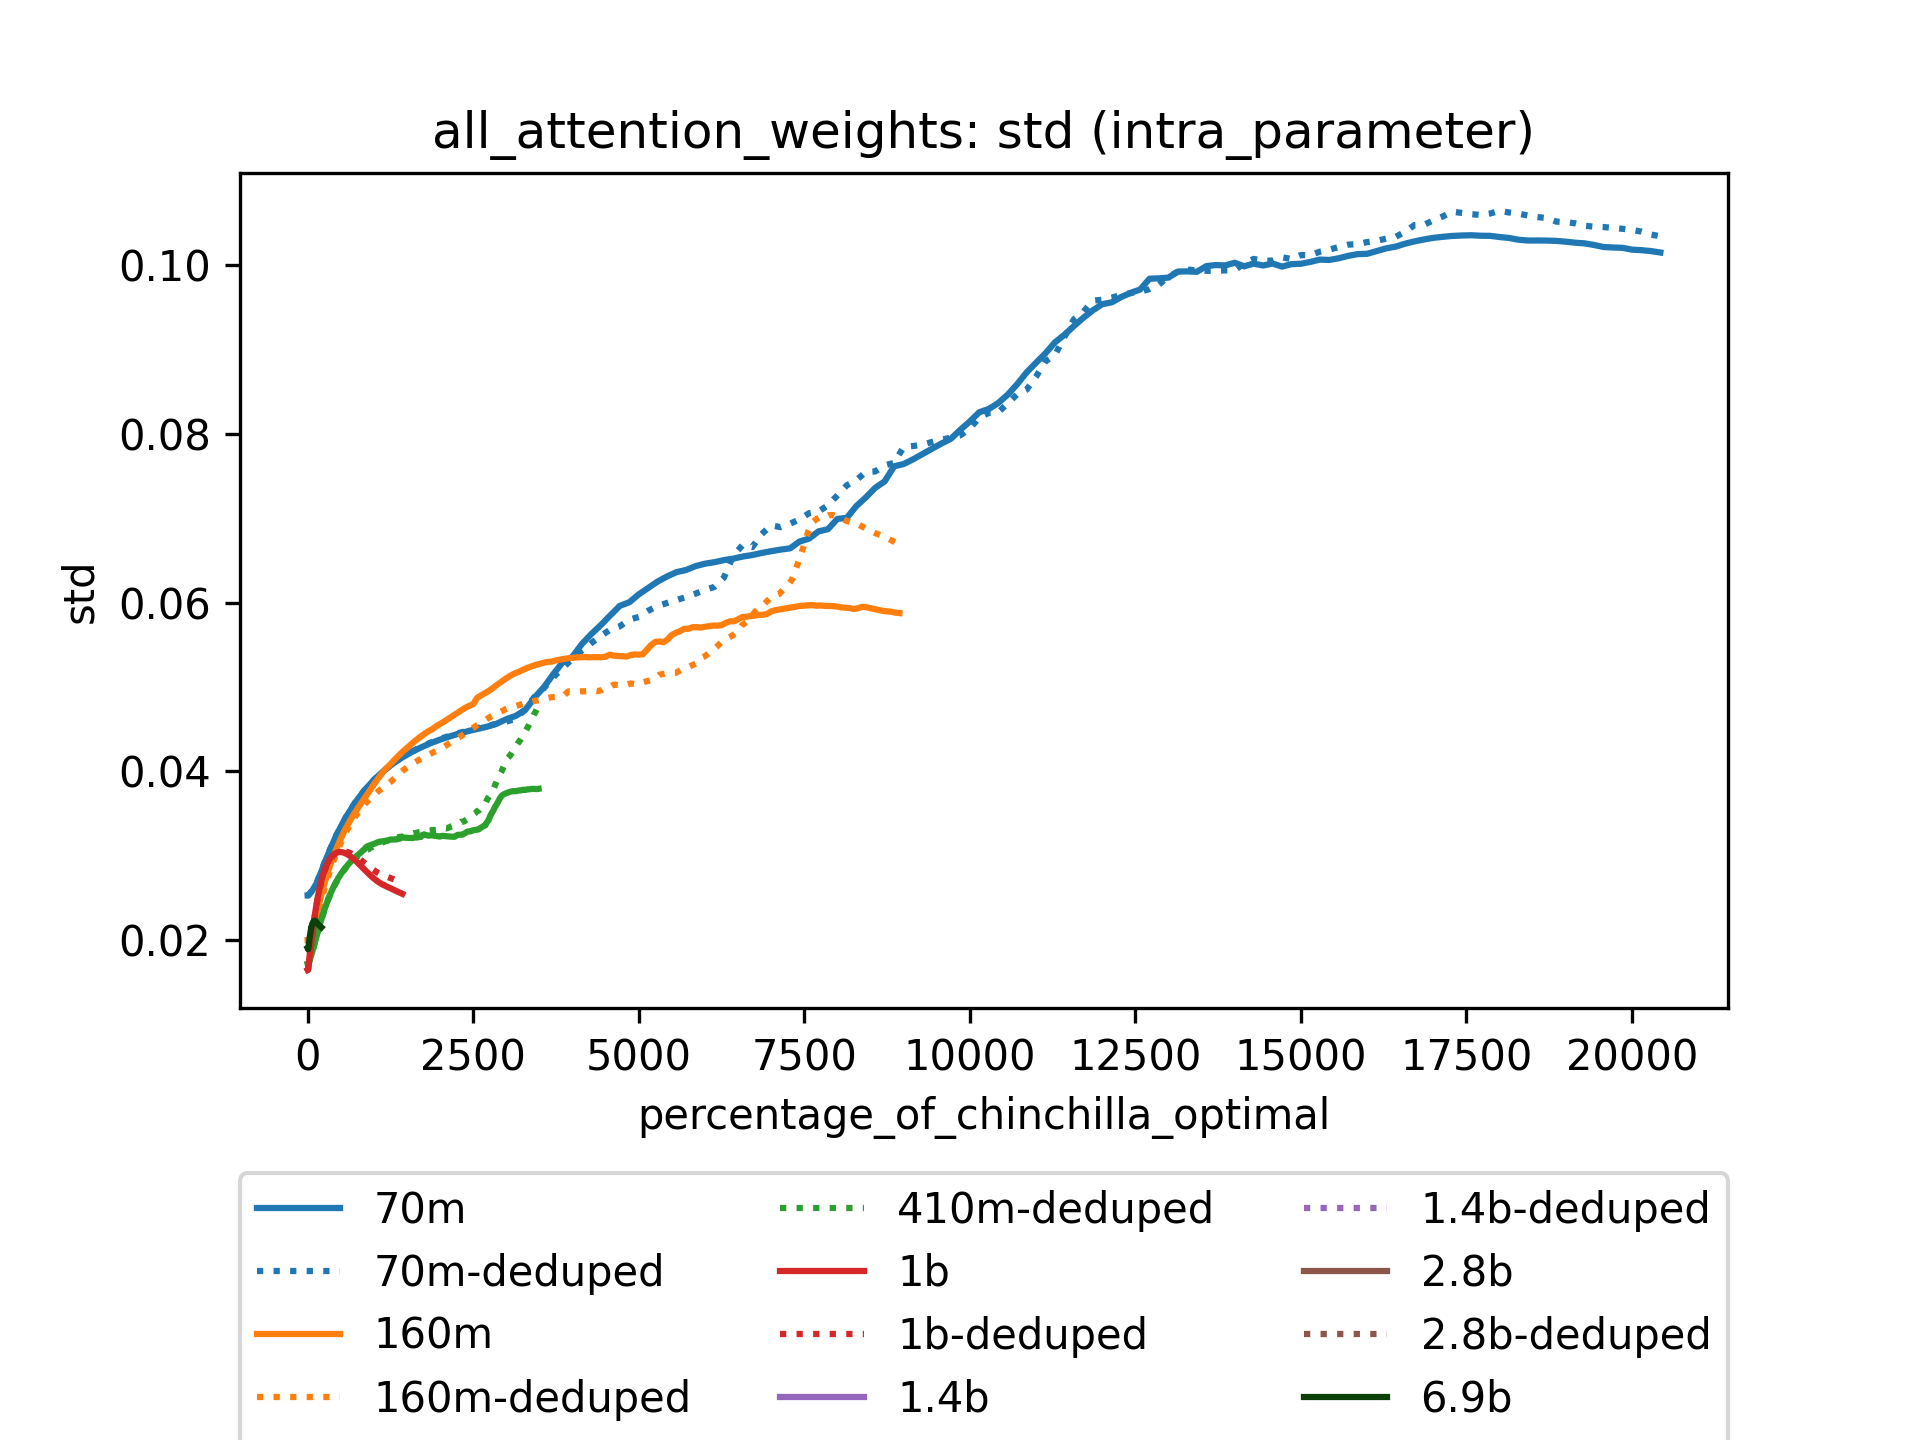 all_attention_weights: std (intra_parameter)
0.10
0.08
0.06
0.04
0.02
std
0 2500 5000 7500 10000 12500 15000 17500 20000
percentage_of_chinchilla_optimal
70m 410m-deduped 1.4b-deduped
70m-deduped 1b 2.8b
160m 1b-deduped 2.8b-deduped
160m-deduped 1.4b 6.9b